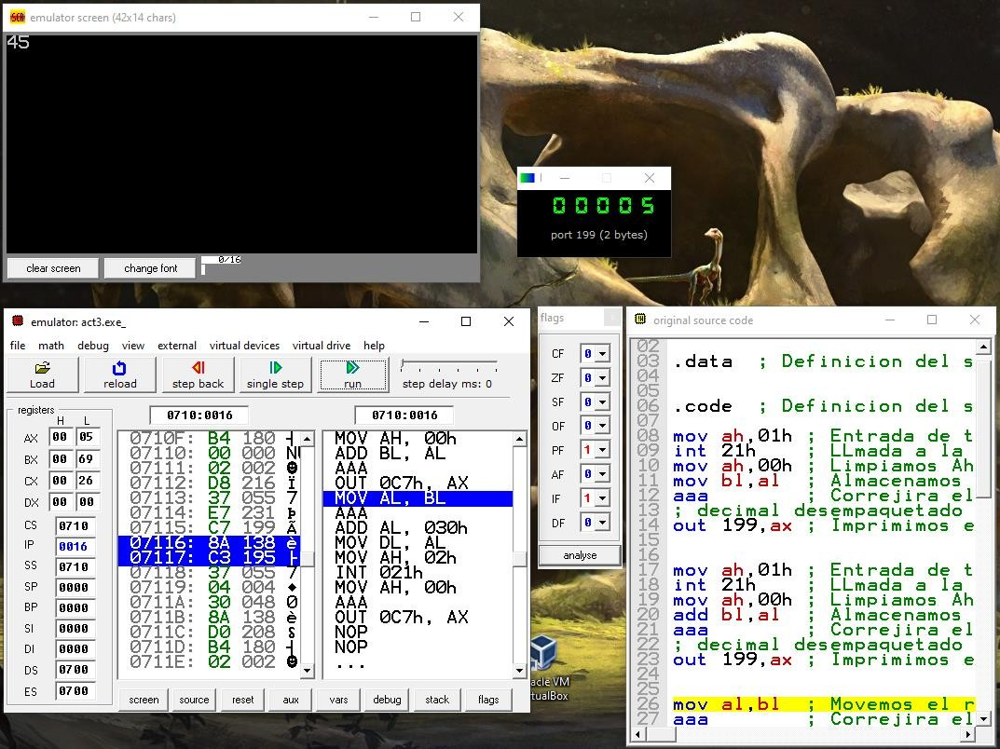 emulator screen (42x14 chars)
45
clear screen
change font
0/16
00005
port 199 (2 bytes)
emulator: act3.exe_
file math debug view external virtual devices virtual drive help
Load
reload
step back
single step
run
step delay ms: 0
registers
H L
AX 00 05
BX 00 69
CX 00 26
DX 00 00
CS 0710
IP 0016
SS 0710
SP 0000
BP 0000
SI 0000
DI 0000
DS 0700
ES 0700
0710:0016
0710F: B4 180 ┤
07110: 00 000 NU
07111: 02 002 ☻
07112: D8 216 Ï
07113: 37 055 7
07114: E7 231 Þ
07115: C7 199 Ã
07116: 8A 138 è
07117: C3 195 ├
07118: 37 055 7
07119: 04 004 ♦
0711A: 30 048 0
0711B: 8A 138 è
0711C: D0 208 š
0711D: B4 180 ┤
0711E: 02 002 ☻
0710:0016
MOV AH, 00h
ADD BL, AL
AAA
OUT 0C7h, AX
MOV AL, BL
AAA
ADD AL, 030h
MOV DL, AL
MOV AH, 02h
INT 021h
MOV AH, 00h
AAA
OUT 0C7h, AX
NOP
NOP
...
screen source reset aux vars debug stack flags
flags
CF 0
ZF 0
SF 0
OF 0
PF 1
AF 0
IF 1
DF 0
analyse
original source code
02
03 .data ; Definicion del s
04
05
06 .code ; Definicion del s
07
08 mov ah,01h ; Entrada de t
09 int 21h ; LLmada a la
10 mov ah,00h ; Limpiamos Ah
11 mov bl,al ; Almacenamos
12 aaa ; Correjira el
13 ; decimal desempaquetado
14 out 199,ax ; Imprimimos e
15
16
17 mov ah,01h ; Entrada de t
18 int 21h ; LLmada a la
19 mov ah,00h ; Limpiamos Ah
20 add bl,al ; Almacenamos
21 aaa ; Correjira el
22 ; decimal desempaquetado
23 out 199,ax ; Imprimimos e
24
25
26 mov al,bl ; Movemos el r
27 aaa ; Correjira el
acle VM
tualBox